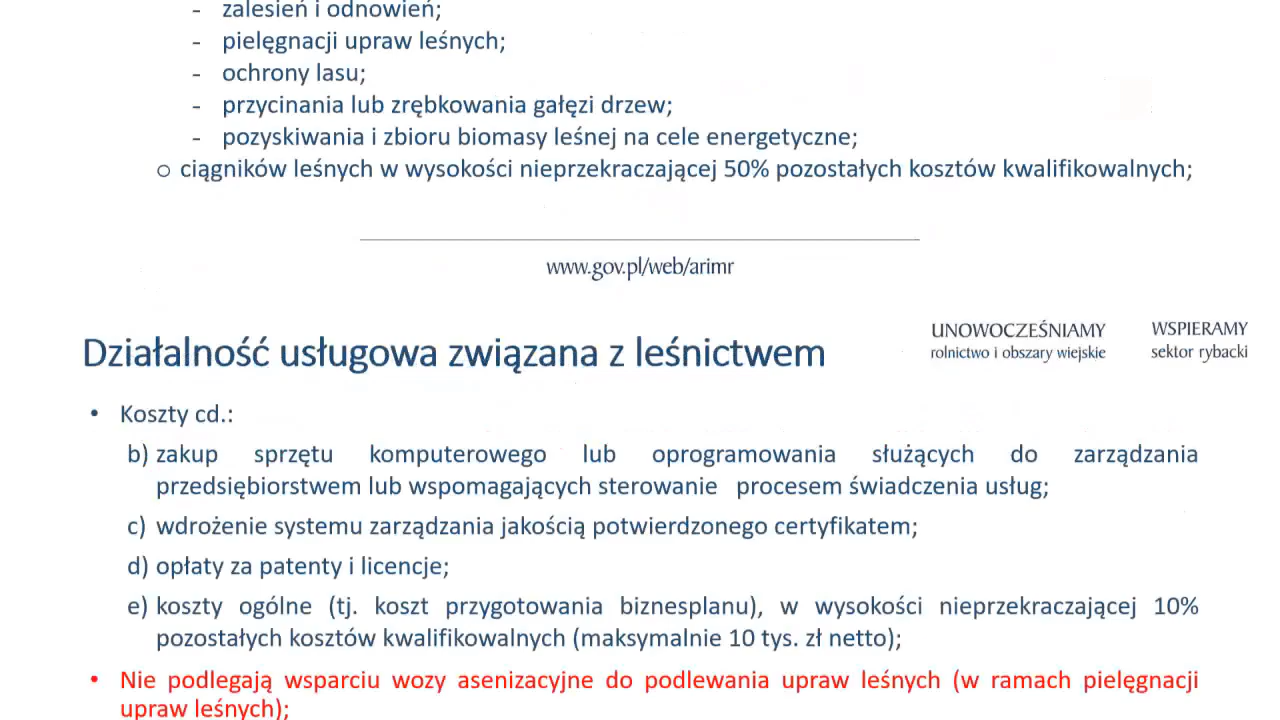 - zalesień i odnowień;
- pielęgnacji upraw leśnych;
- ochrony lasu;
- przycinania lub zrębkowania gałęzi drzew;
- pozyskiwania i zbioru biomasy leśnej na cele energetyczne;
o ciągników leśnych w wysokości nieprzekraczającej 50% pozostałych kosztów kwalifikowalnych;
www.gov.pl/web/arimr
UNOWOCZEŚNIAMY
rolnictwo i obszary wiejskie
WSPIERAMY
sektor rybacki
Działalność usługowa związana z leśnictwem
• Koszty cd.:
b) zakup sprzętu komputerowego lub oprogramowania służących do zarządzania
przedsiębiorstwem lub wspomagających sterowanie procesem świadczenia usług;
c) wdrożenie systemu zarządzania jakością potwierdzonego certyfikatem;
d) opłaty za patenty i licencje;
e) koszty ogólne (tj. koszt przygotowania biznesplanu), w wysokości nieprzekraczającej 10%
pozostałych kosztów kwalifikowalnych (maksymalnie 10 tys. zł netto);
• Nie podlegają wsparciu wozy asenizacyjne do podlewania upraw leśnych (w ramach pielęgnacji
upraw leśnych);